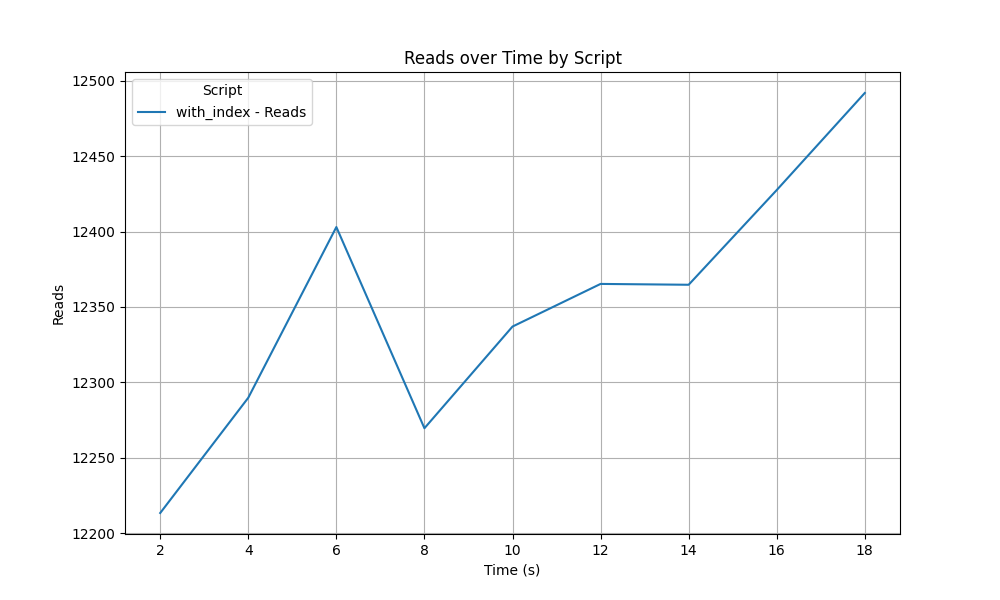 Reads over Time by Script
Script
with_index - Reads
12500
12450
12400
12350
12300
12250
12200
Reads
2 4 6 8 10 12 14 16 18
Time (s)